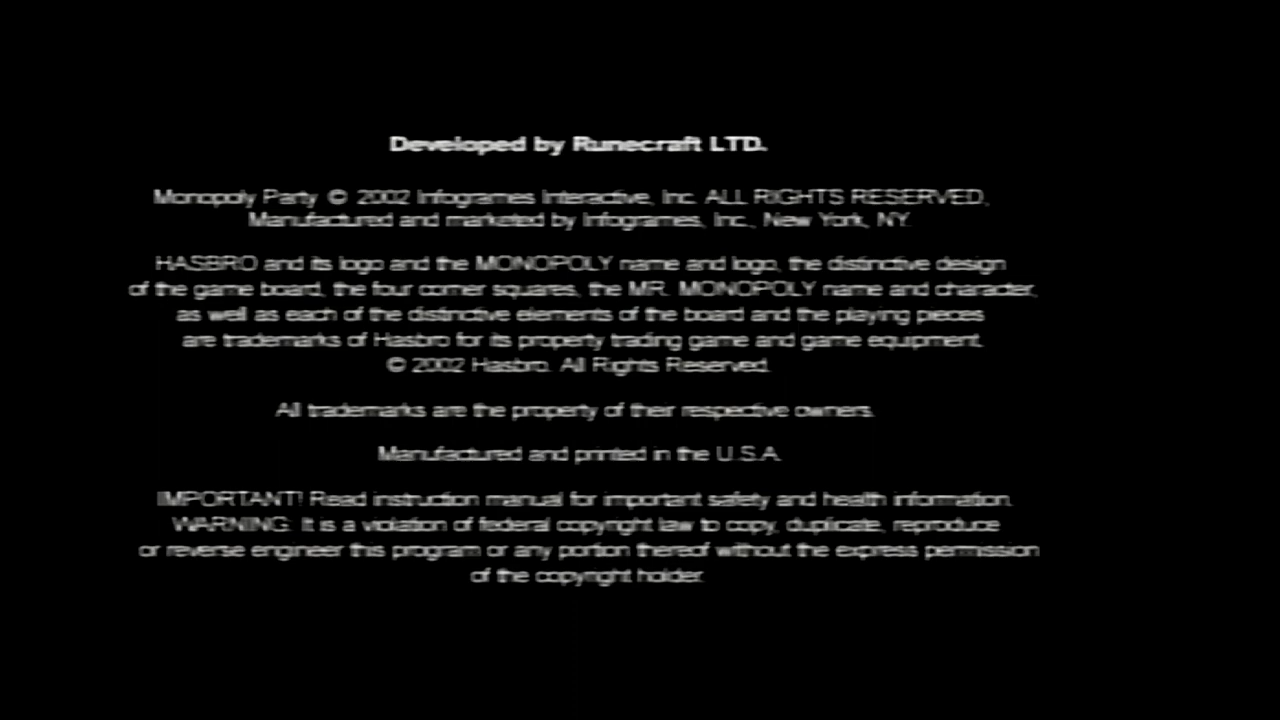 Developed by Runecraft LTD.
Monopoly Party © 2002 Infogrames Interactive, Inc. ALL RIGHTS RESERVED,
Manufactured and marketed by Infogrames, Inc., New York, NY.
HASBRO and its logo and the MONOPOLY name and logo, the distinctive design
of the game board, the four corner squares, the MR. MONOPOLY name and character,
as well as each of the distinctive elements of the board and the playing pieces
are trademarks of Hasbro for its property trading game and game equipment.
© 2002 Hasbro. All Rights Reserved.
All trademarks are the property of their respective owners.
Manufactured and printed in the U.S.A.
IMPORTANT! Read instruction manual for important safety and health information.
WARNING: It is a violation of federal copyright law to copy, duplicate, reproduce
or reverse engineer this program or any portion thereof without the express permission
of the copyright holder.